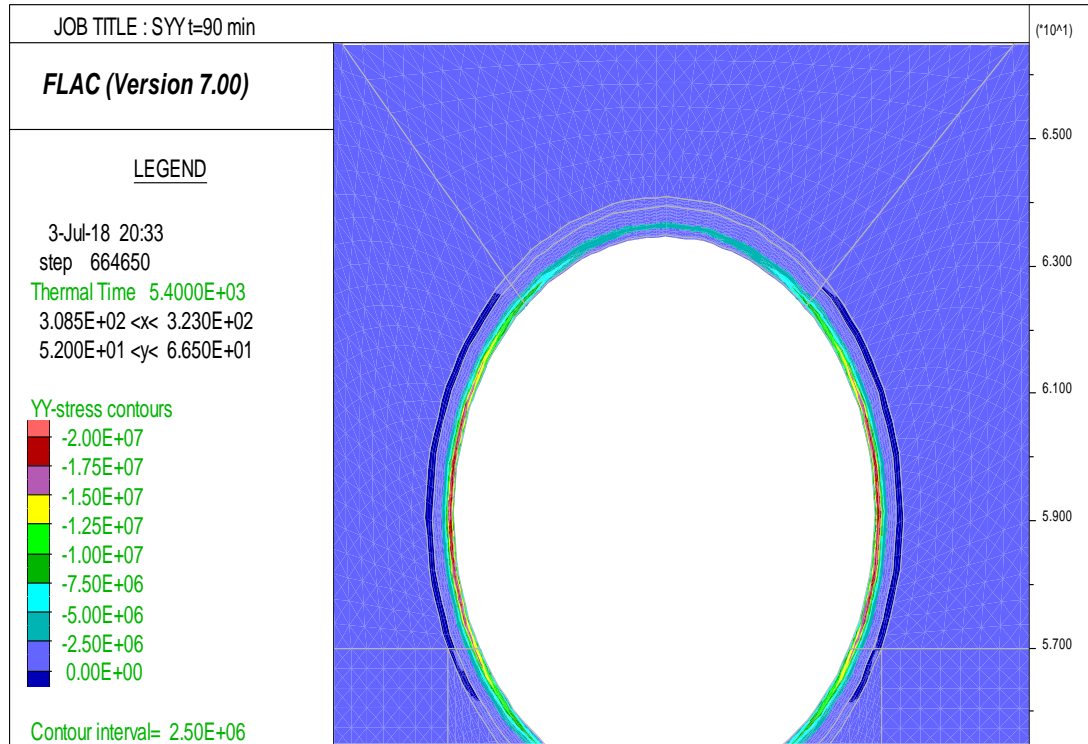 JOB TITLE : SYY t=90 min
(*10^1)
FLAC (Version 7.00)
LEGEND
3-Jul-18 20:33
step 664650
Thermal Time 5.4000E+03
3.085E+02 <x< 3.230E+02
5.200E+01 <y< 6.650E+01
YY-stress contours
-2.00E+07
-1.75E+07
-1.50E+07
-1.25E+07
-1.00E+07
-7.50E+06
-5.00E+06
-2.50E+06
0.00E+00
Contour interval= 2.50E+06
6.500
6.300
6.100
5.900
5.700